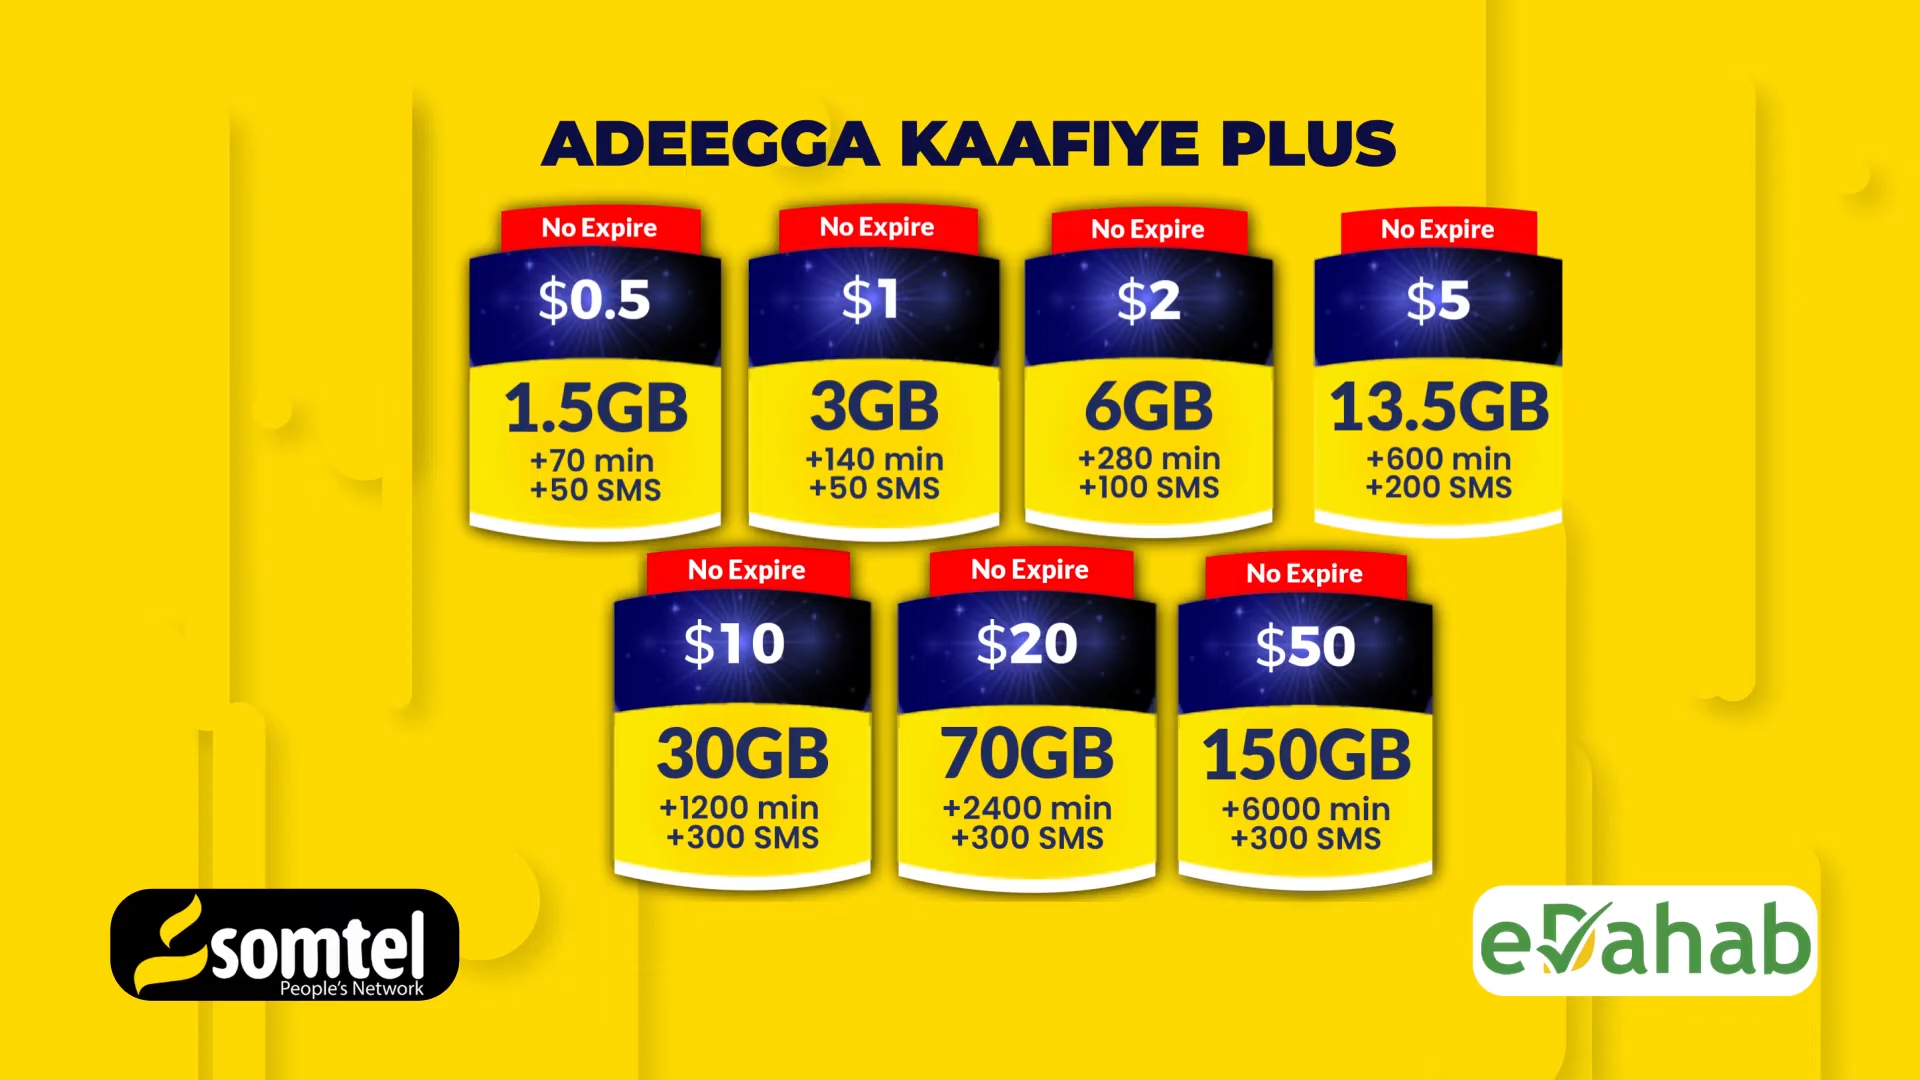 ADEEGGA KAAFIYE PLUS
No Expire
$0.5
1.5GB
+70 min
+50 SMS
No Expire
$1
3GB
+140 min
+50 SMS
No Expire
$2
6GB
+280 min
+100 SMS
No Expire
$5
13.5GB
+600 min
+200 SMS
No Expire
$10
30GB
+1200 min
+300 SMS
No Expire
$20
70GB
+2400 min
+300 SMS
No Expire
$50
150GB
+6000 min
+300 SMS
somtel
People's Network
eDahab